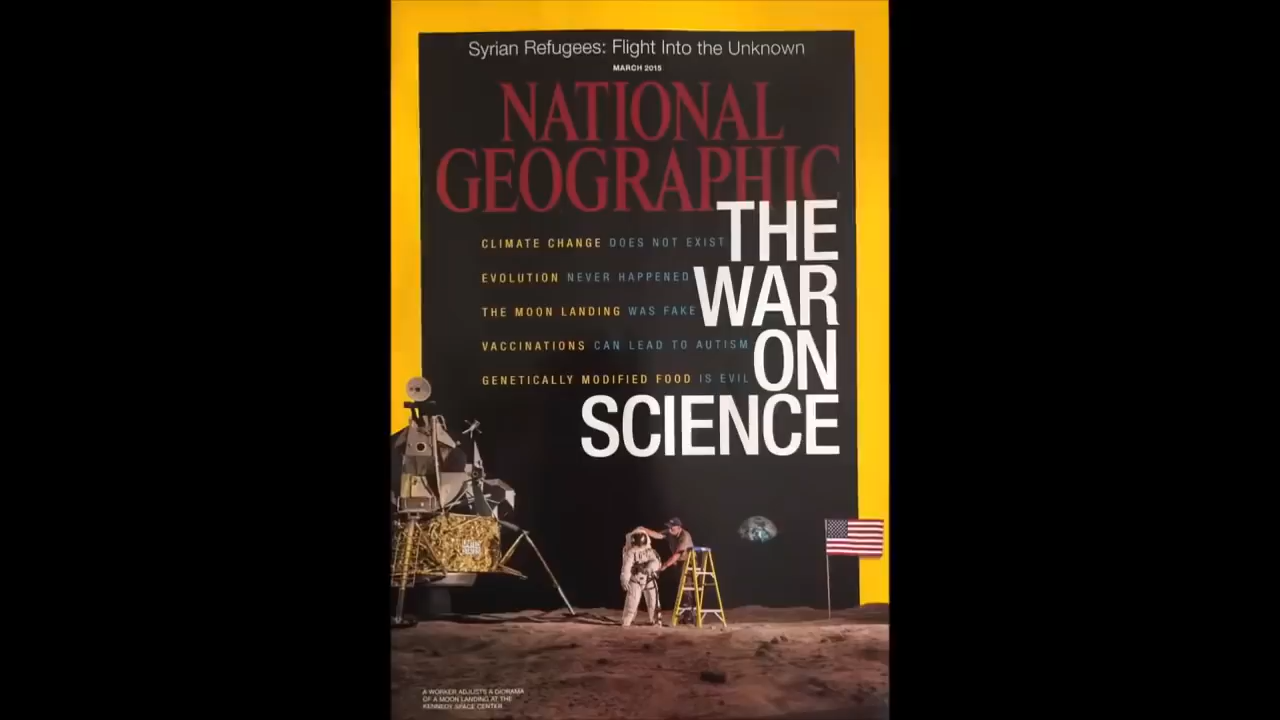 Syrian Refugees: Flight Into the Unknown
MARCH 2015
NATIONAL
GEOGRAPHIC
THE
WAR
ON
SCIENCE
CLIMATE CHANGE DOES NOT EXIST
EVOLUTION NEVER HAPPENED
THE MOON LANDING WAS FAKE
VACCINATIONS CAN LEAD TO AUTISM
GENETICALLY MODIFIED FOOD IS EVIL
A WORKER ADJUSTS A DIORAMA
OF A MOON LANDING AT THE
KENNEDY SPACE CENTER.